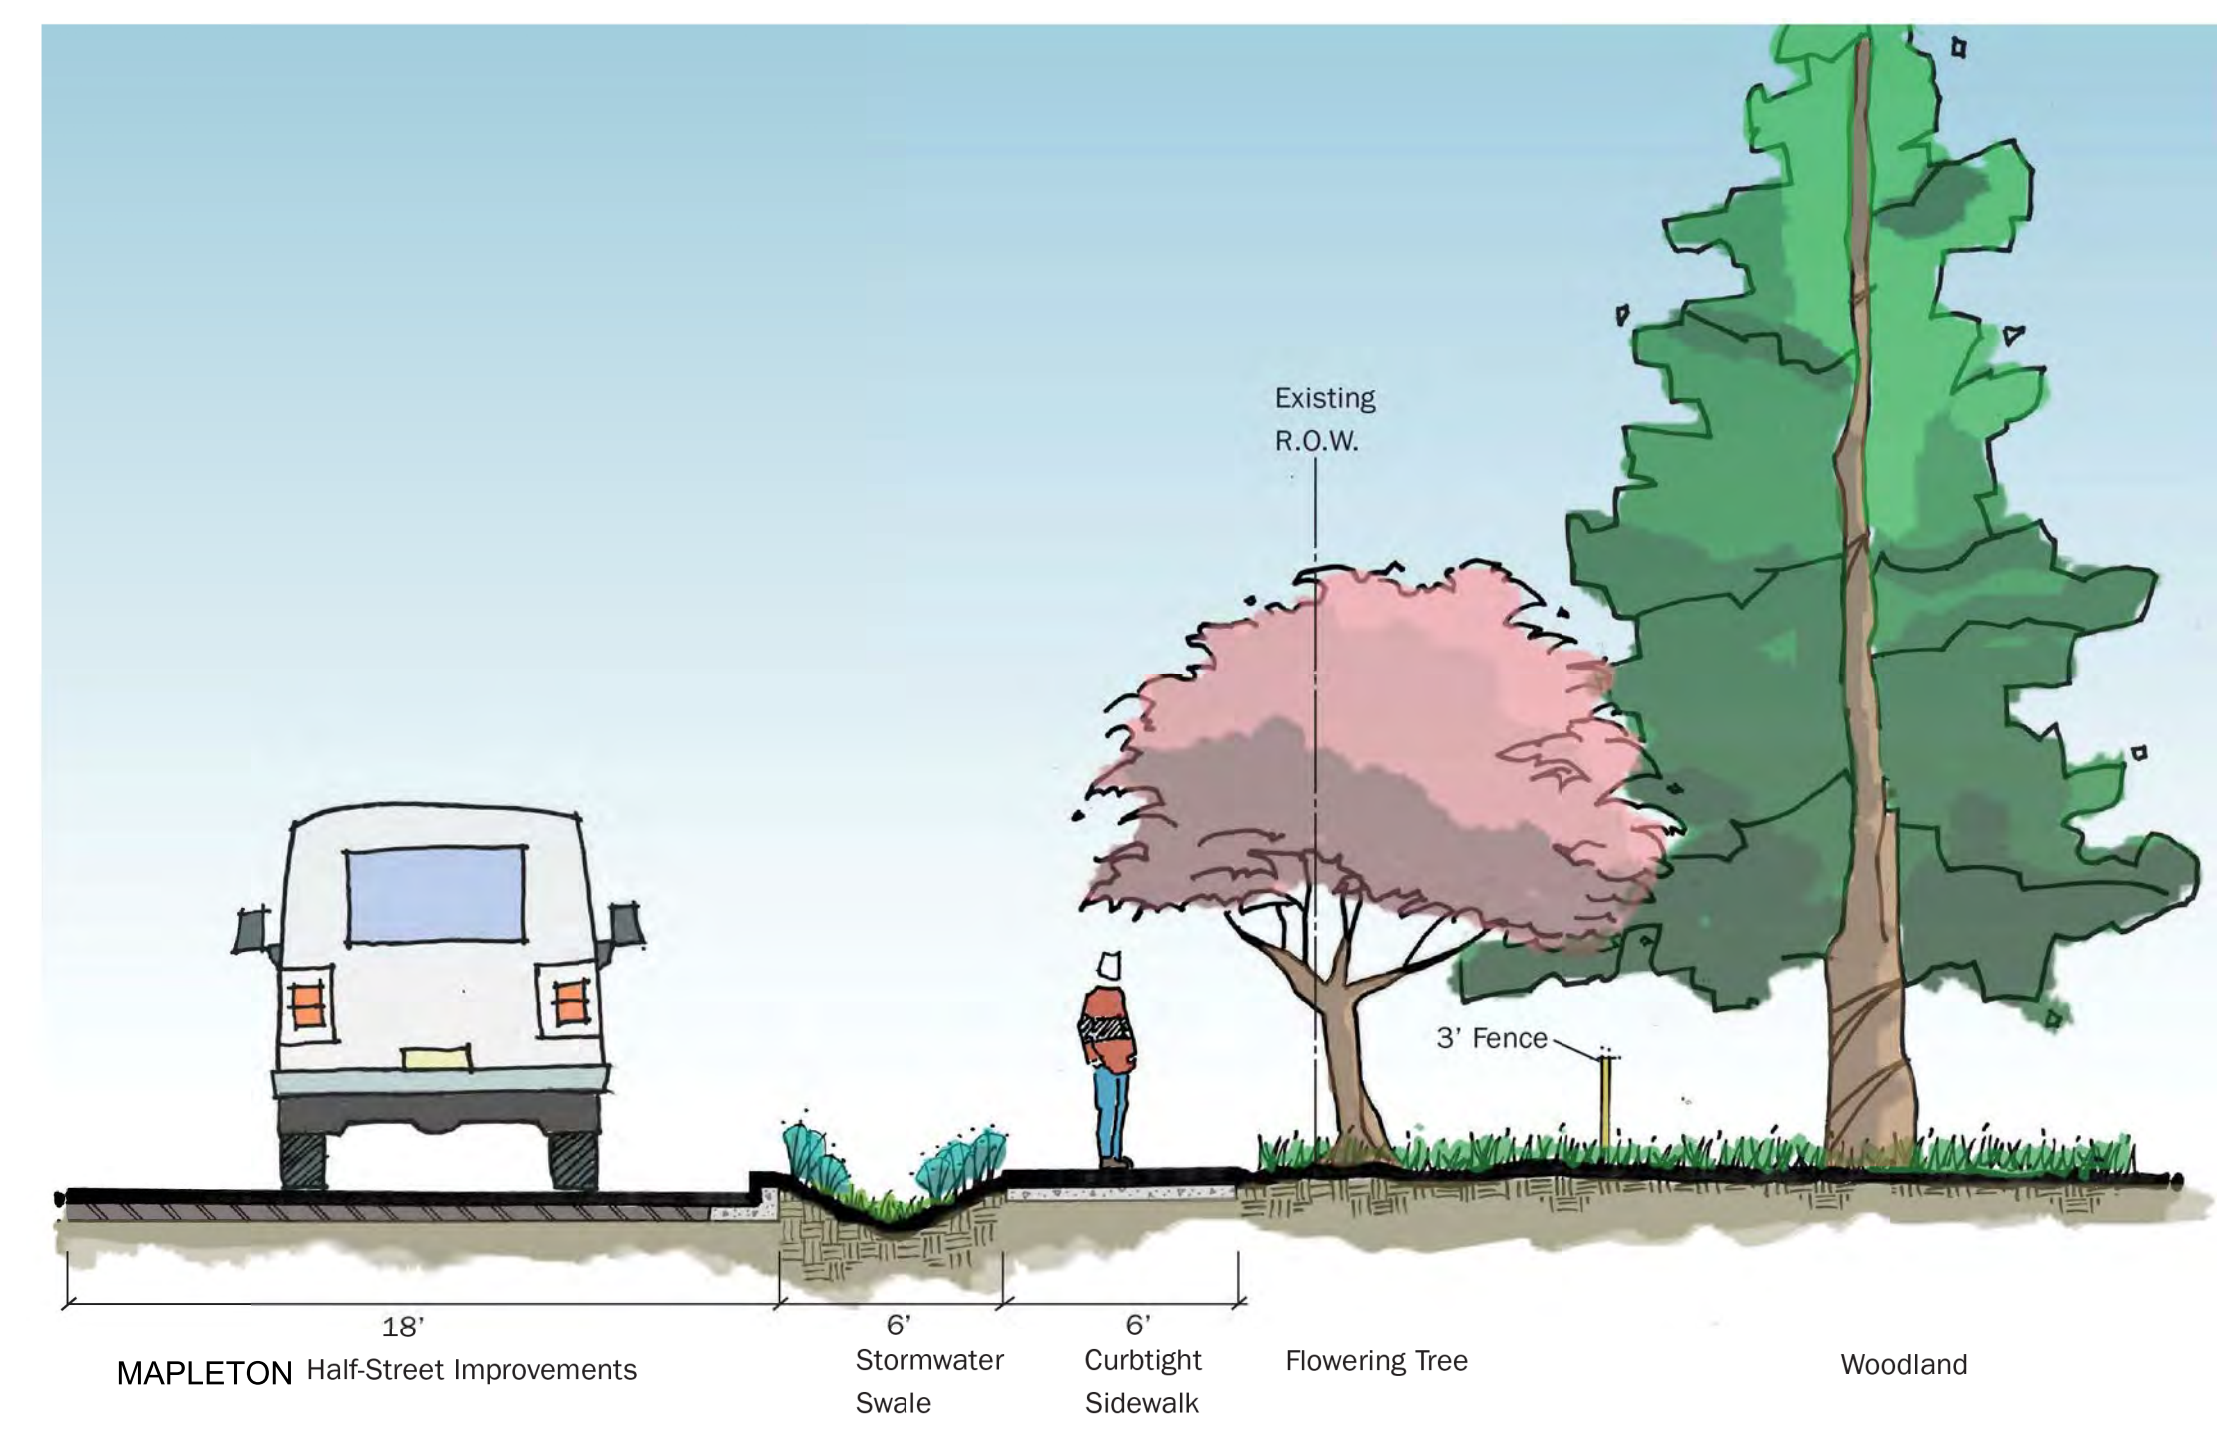 Existing
R.O.W.
3’ Fence
18’
6’
6’
MAPLETON Half-Street Improvements
Stormwater
Swale
Curbtight
Sidewalk
Flowering Tree
Woodland